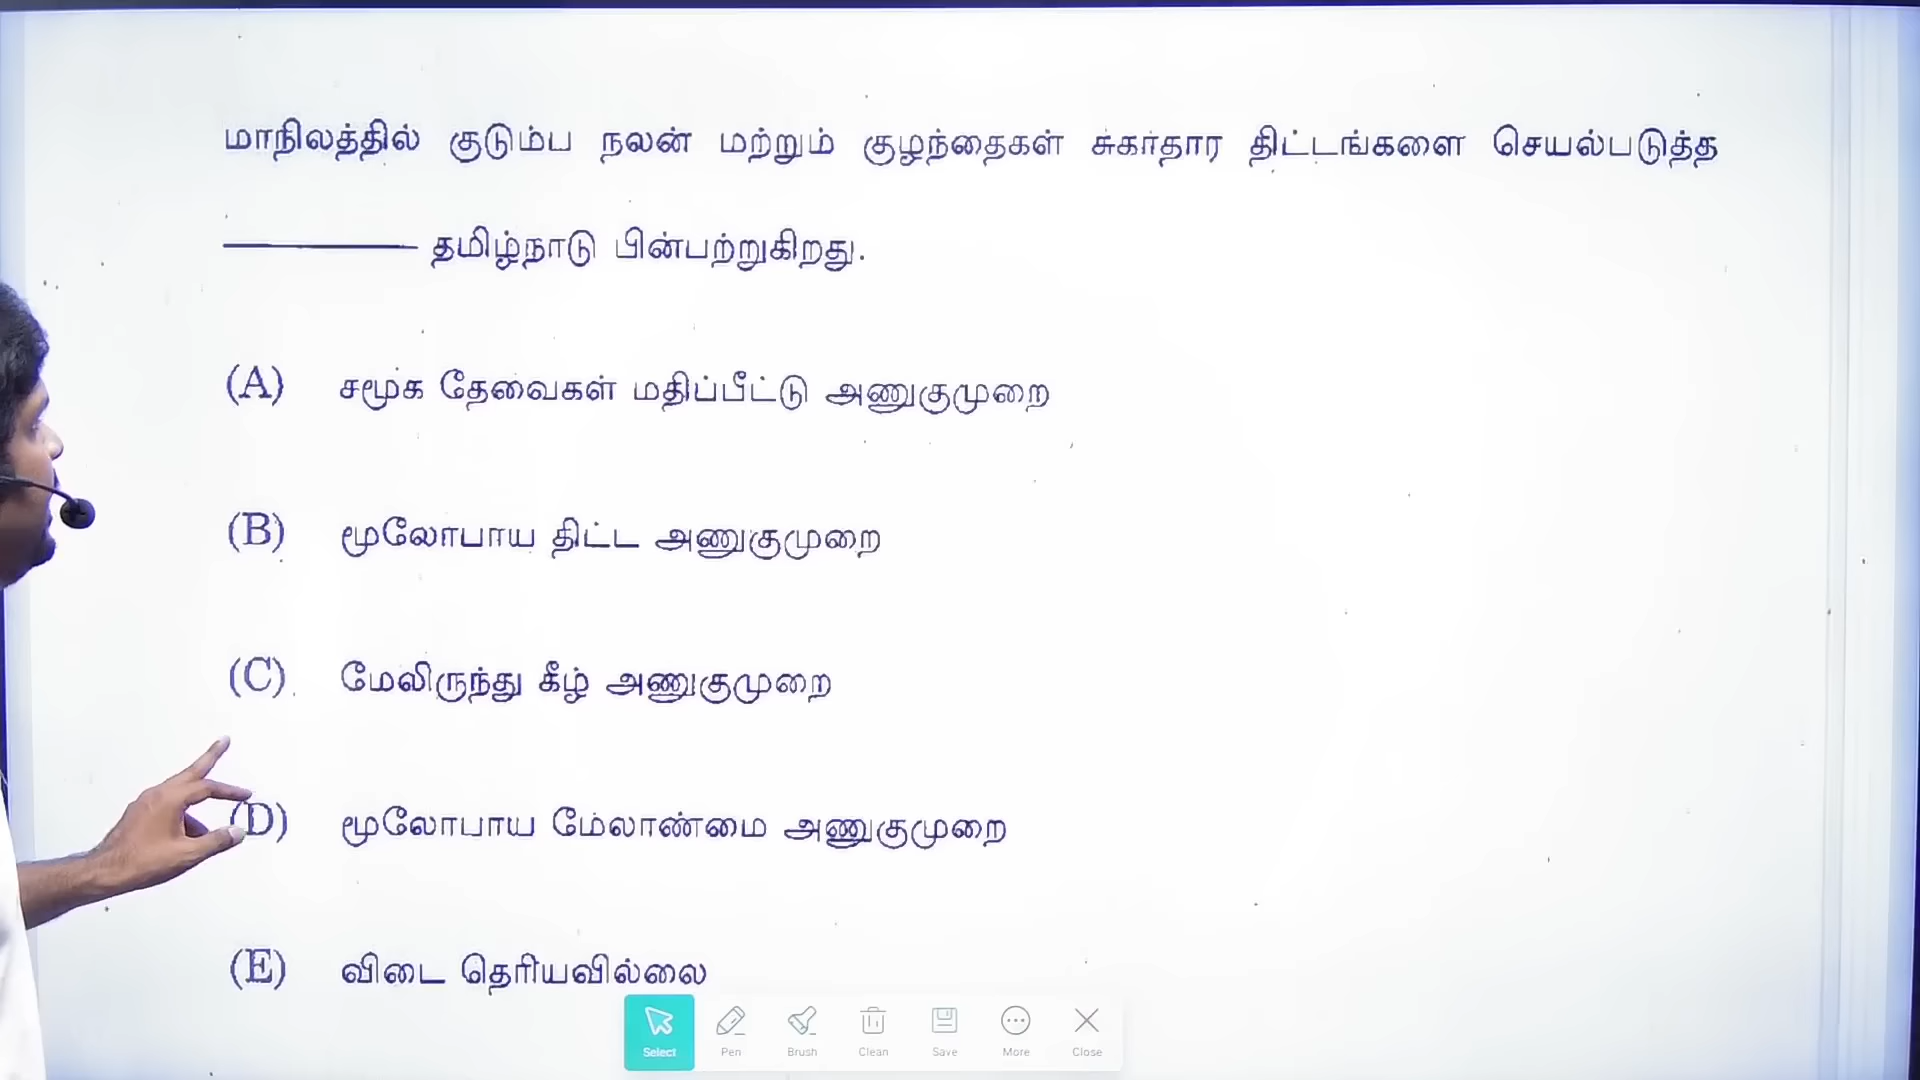 மாநிலத்தில் குடும்ப நலன் மற்றும் குழந்தைகள் சுகாதார திட்டங்களை செயல்படுத்த
தமிழ்நாடு பின்பற்றுகிறது.
(A) சமூக தேவைகள் மதிப்பீட்டு அணுகுமுறை
(B) மூலோபாய திட்ட அணுகுமுறை
(C) மேலிருந்து கீழ் அணுகுமுறை
(D) மூலோபாய மேலாண்மை அணுகுமுறை
(E) விடை தெரியவில்லை
Select Pen Brush Clean Save More Close